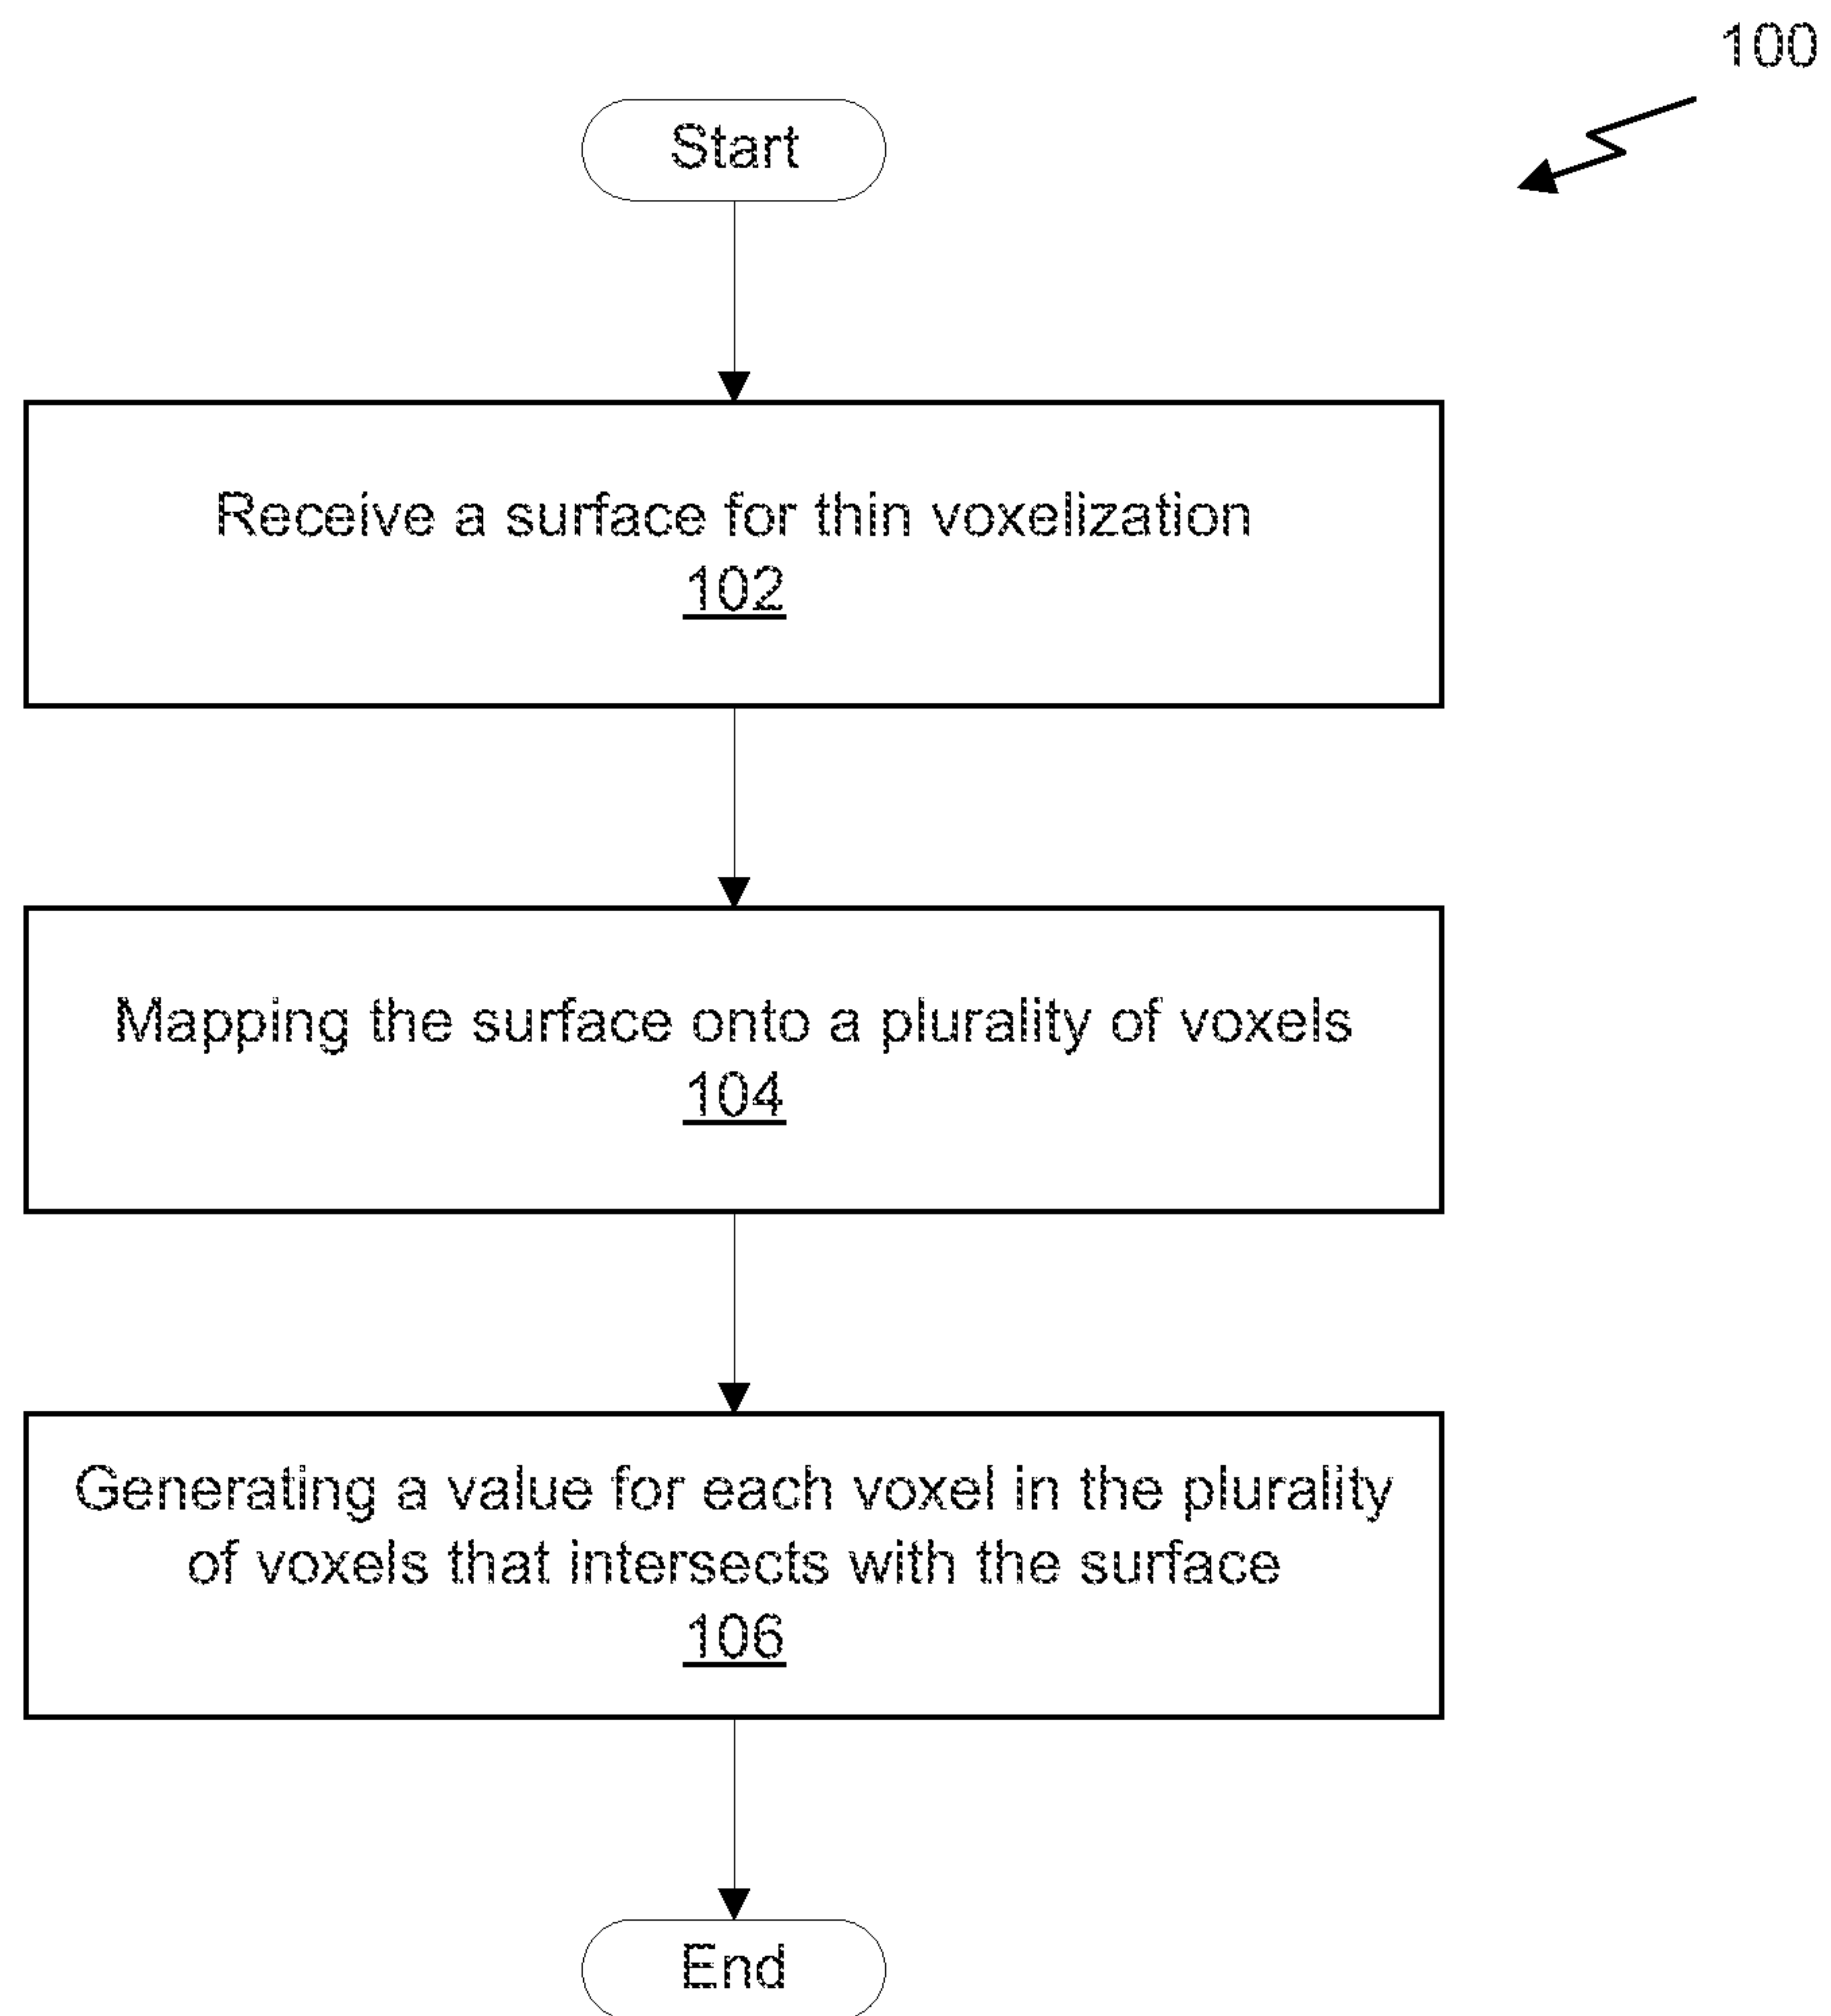 100
Start
Receive a surface for thin voxelization
102
Mapping the surface onto a plurality of voxels
104
Generating a value for each voxel in the plurality
of voxels that intersects with the surface
106
End